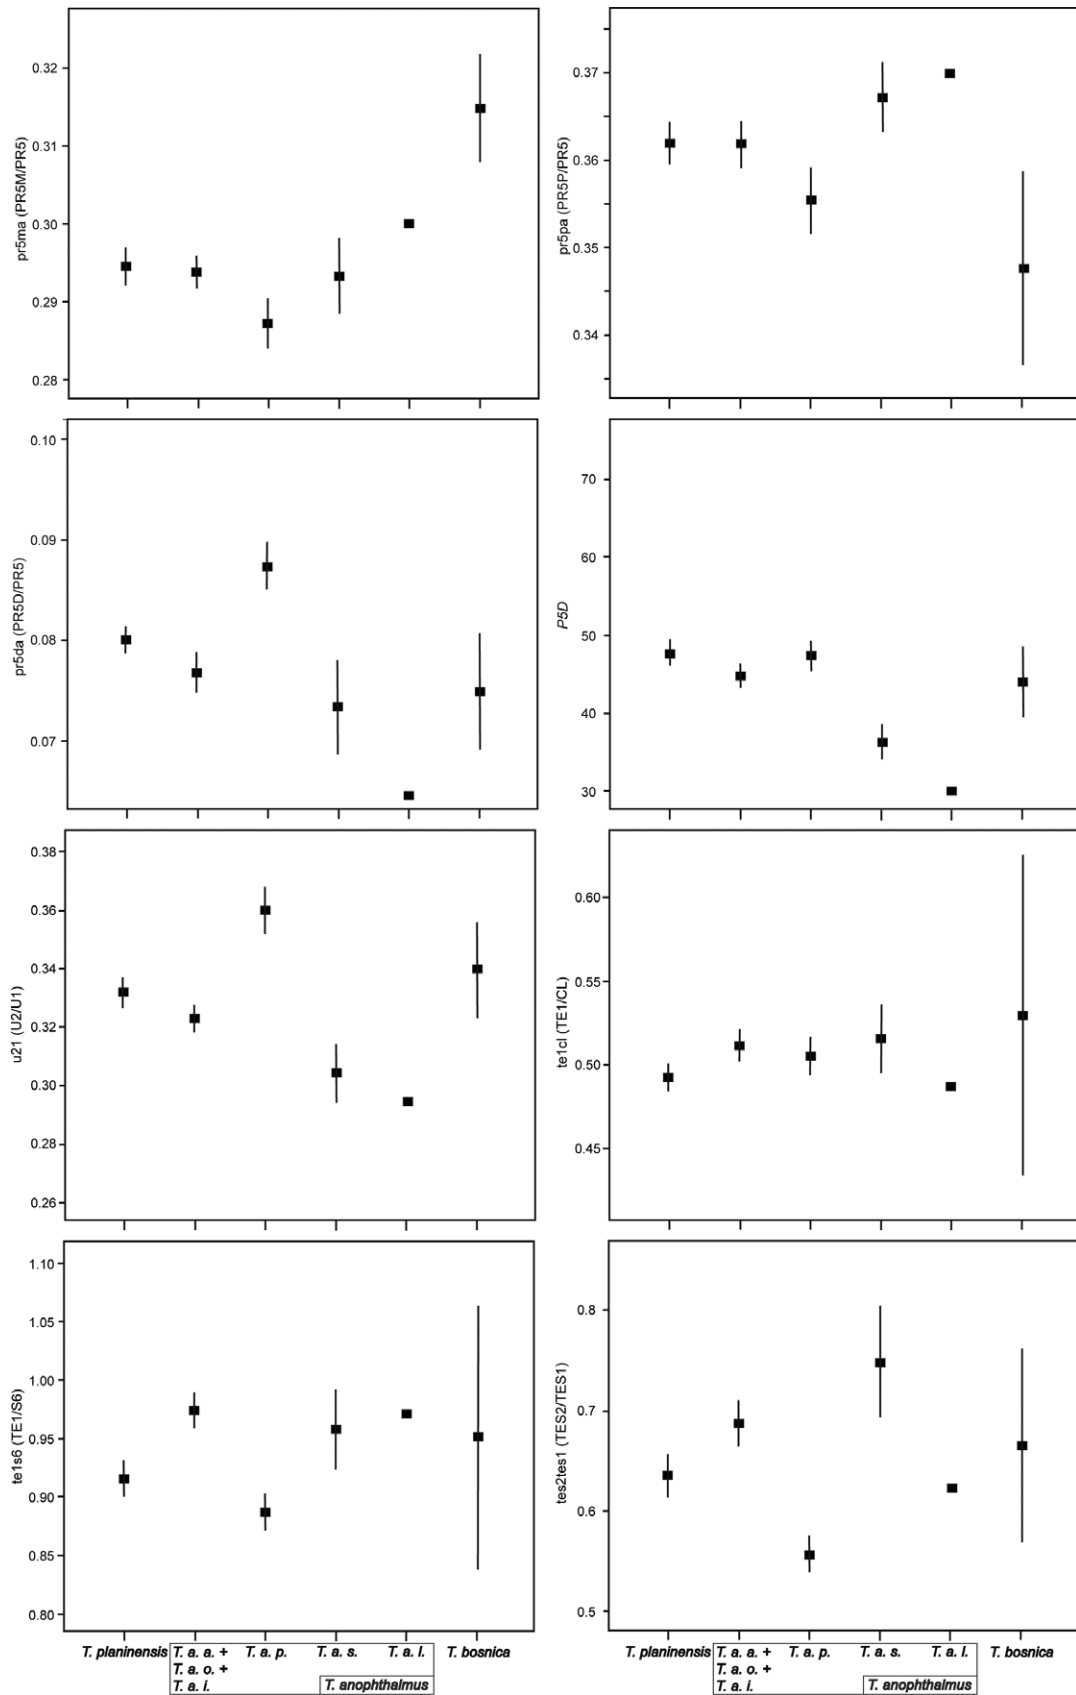 0.32
0.31
0.30
0.29
0.28
pr5ma (PR5M/PR5)
0.37
0.36
0.35
0.34
pr5pa (PR5P/PR5)
0.10
0.09
0.08
0.07
pr5da (PR5D/PR5)
70
60
50
40
30
P5D
0.38
0.36
0.34
0.32
0.30
0.28
0.26
u21 (U2/U1)
0.60
0.55
0.50
0.45
te1cl (TE1/CL)
1.10
1.05
1.00
0.95
0.90
0.85
0.80
te1s6 (TE1/S6)
0.8
0.7
0.6
0.5
tes2tes1 (TES2/TES1)
T. planinensis
T. a. a. +
T. a. o. +
T. a. i.
T. a. p.
T. a. s.
T. a. l.
T. bosnica
T. anophthalmus
T. planinensis
T. a. a. +
T. a. o. +
T. a. i.
T. a. p.
T. a. s.
T. a. l.
T. bosnica
T. anophthalmus